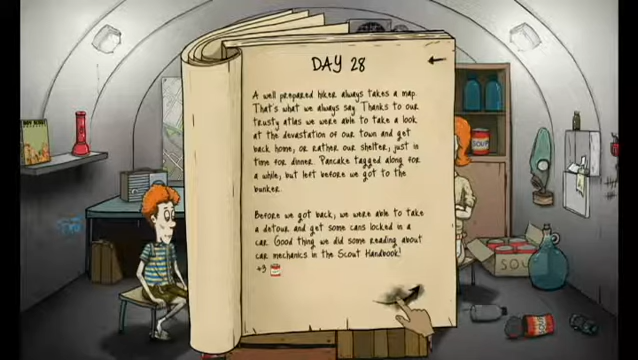 DAY 28
A well prepared hiker always takes a map.
That's what we always say. Thanks to our
trusty atlas we were able to take a look
at the devastation of our town and get
back home, or rather our shelter, just in
time for dinner. Pancake tagged along for
a while, but left before we got to the
bunker.
Before we got back, we were able to take
a detour and get some cans locked in a
car. Good thing we did some reading about
car mechanics in the Scout Handbook!
+3
SOUP
SOU